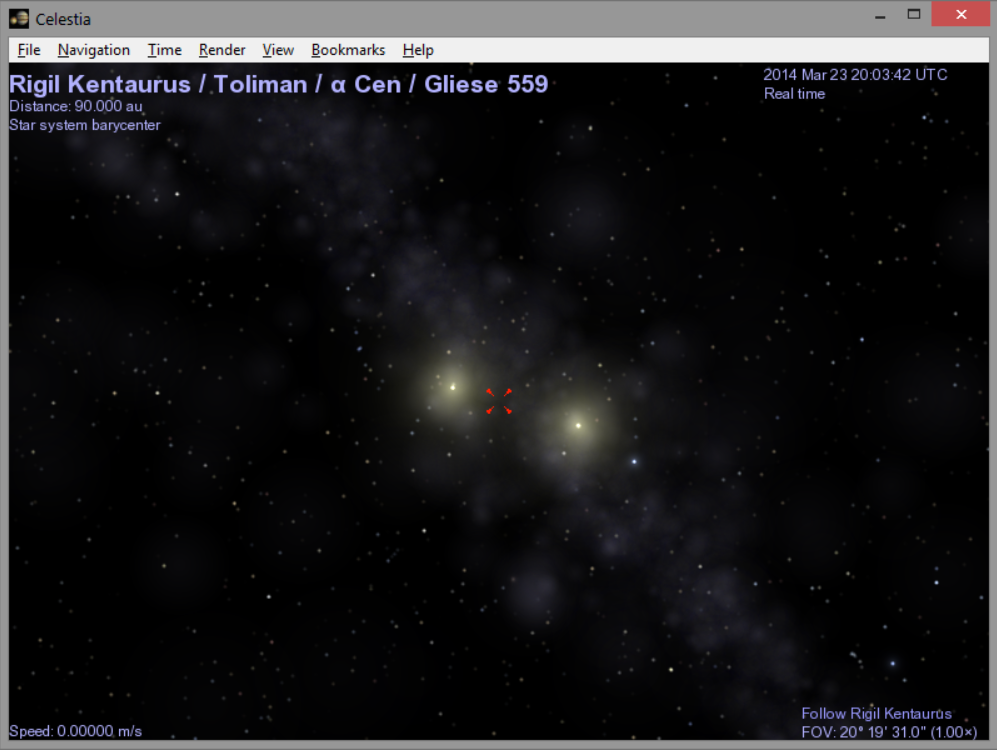 Celestia
File Navigation Time Render View Bookmarks Help
Rigil Kentaurus / Toliman / α Cen / Gliese 559
Distance: 90.000 au
Star system barycenter
2014 Mar 23 20:03:42 UTC
Real time
Speed: 0.00000 m/s
Follow Rigil Kentaurus
FOV: 20° 19' 31.0" (1.00×)